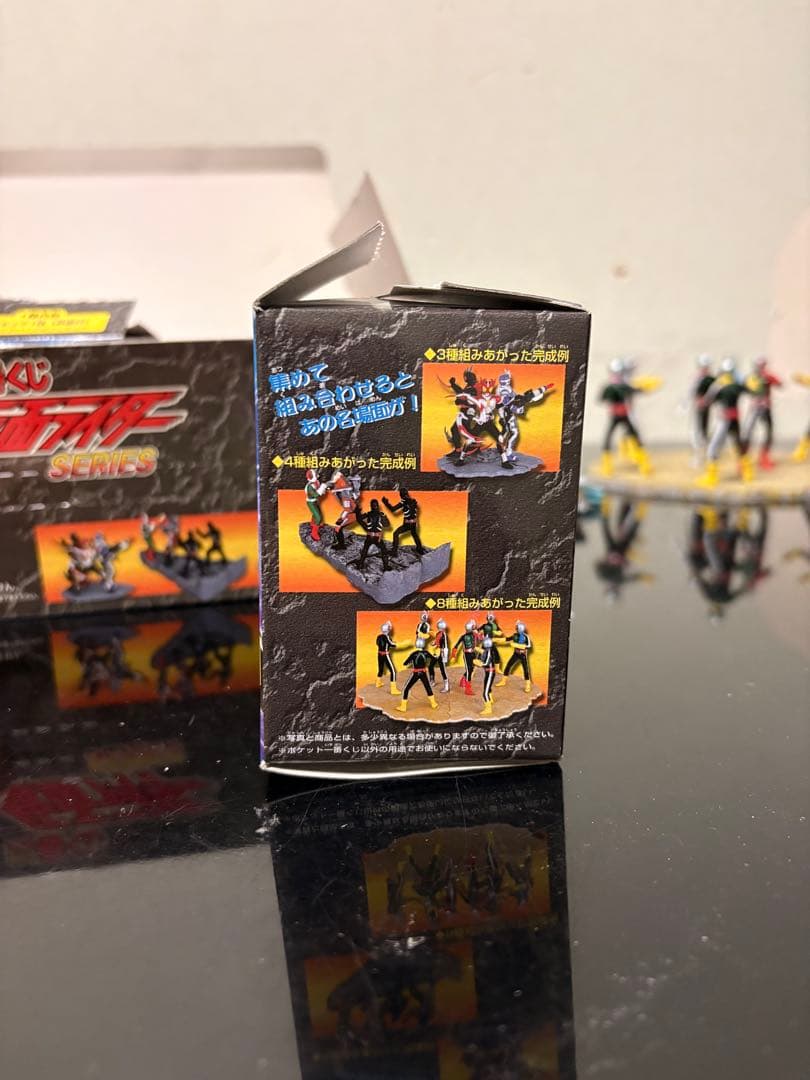 くじ
仮面ライダー
SERIES
集めて
組み合わせると
あの名場面が!
◆3種組みあがった完成例
◆4種組みあがった完成例
◆8種組みあがった完成例
※写真と商品とは、多少異なる場合がありますのでご了承ください。
※ポケット一番くじ以外の用途でお使いにならないでください。